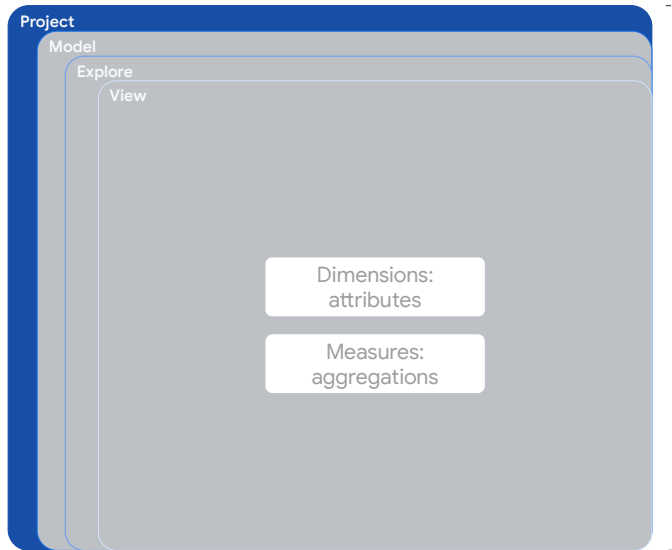 Project
Model
Explore
View
Dimensions:
attributes
Measures:
aggregations